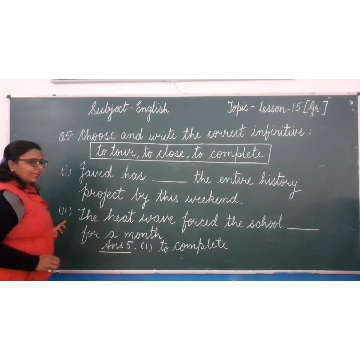 Subject-English
Topic-Lesson-15 [Gr.]
Q5 Choose and write the correct infinitive:
to tour, to close, to complete
(i) Javed has ____ the entire history
project by this weekend.
(ii) The heat wave forced the school ____
for a month
Ans 5. (i) to complete